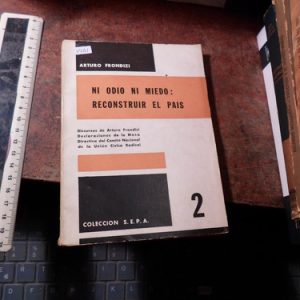 ARTURO FRONDIZI
NI ODIO NI MIEDO:
RECONSTRUIR EL PAIS
Discursos de Arturo Frondizi
Declaraciones de la Mesa
Directiva del Comité Nacional
de la Unión Cívica Radical
2
COLECCION S.E.P.A.